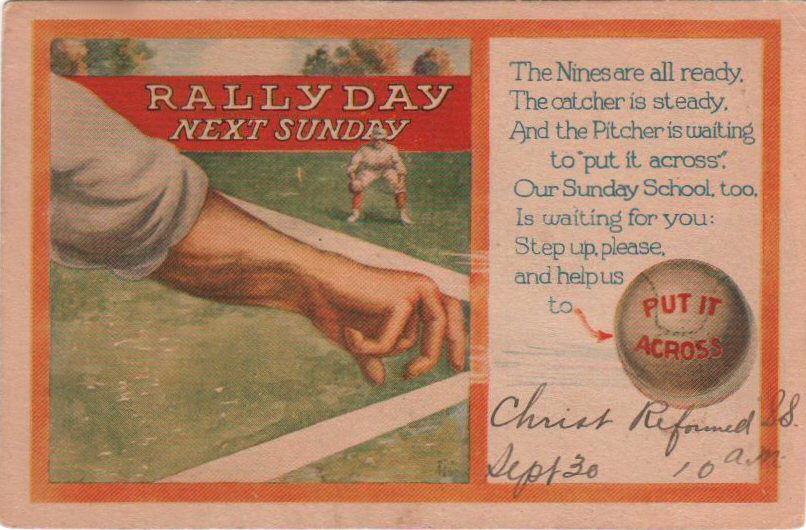 RALLY DAY
NEXT SUNDAY
The Nines are all ready,
The catcher is steady,
And the Pitcher is waiting
to "put it across",
Our Sunday School, too,
Is waiting for you:
Step up, please,
and help us
to
PUT IT
ACROSS
Christ Reformed S.S.
Sept 30 10 a.m.